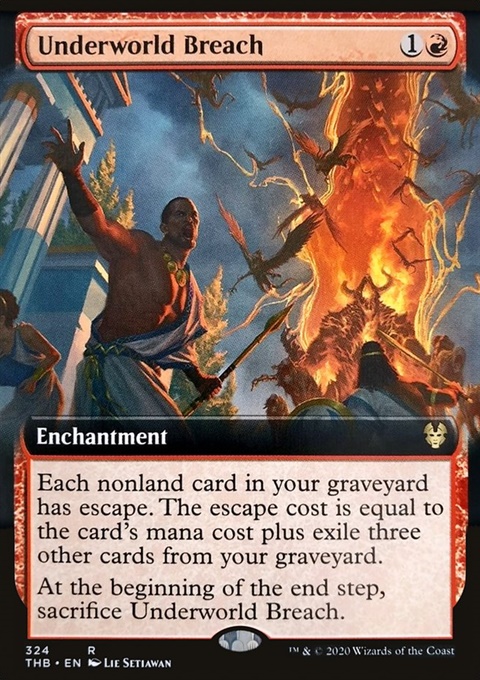 Underworld Breach 1
Enchantment
Each nonland card in your graveyard
has escape. The escape cost is equal to
the card's mana cost plus exile three
other cards from your graveyard.
At the beginning of the end step,
sacrifice Underworld Breach.
324 R
THB • EN Lie Setiawan
™ & © 2020 Wizards of the Coast